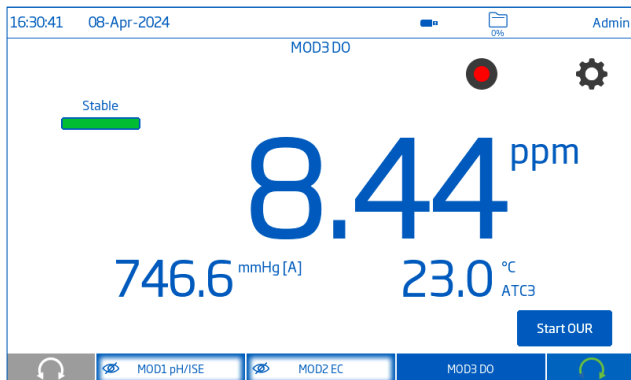 16:30:41 08-Apr-2024 0% Admin
MOD3 DO
Stable
8.44 ppm
746.6 mmHg [A] 23.0 °C
ATC3
Start OUR
MOD1 pH/ISE MOD2 EC MOD3 DO